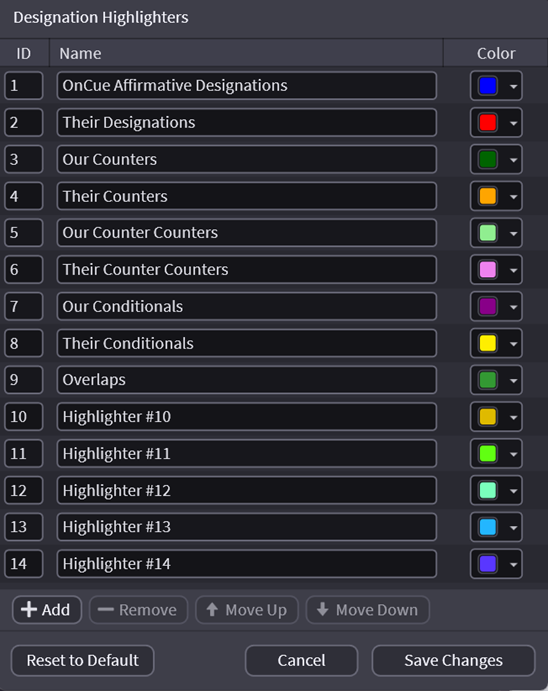 Designation Highlighters
ID Name Color
1 OnCue Affirmative Designations
2 Their Designations
3 Our Counters
4 Their Counters
5 Our Counter Counters
6 Their Counter Counters
7 Our Conditionals
8 Their Conditionals
9 Overlaps
10 Highlighter #10
11 Highlighter #11
12 Highlighter #12
13 Highlighter #13
14 Highlighter #14
Add Remove Move Up Move Down
Reset to Default Cancel Save Changes